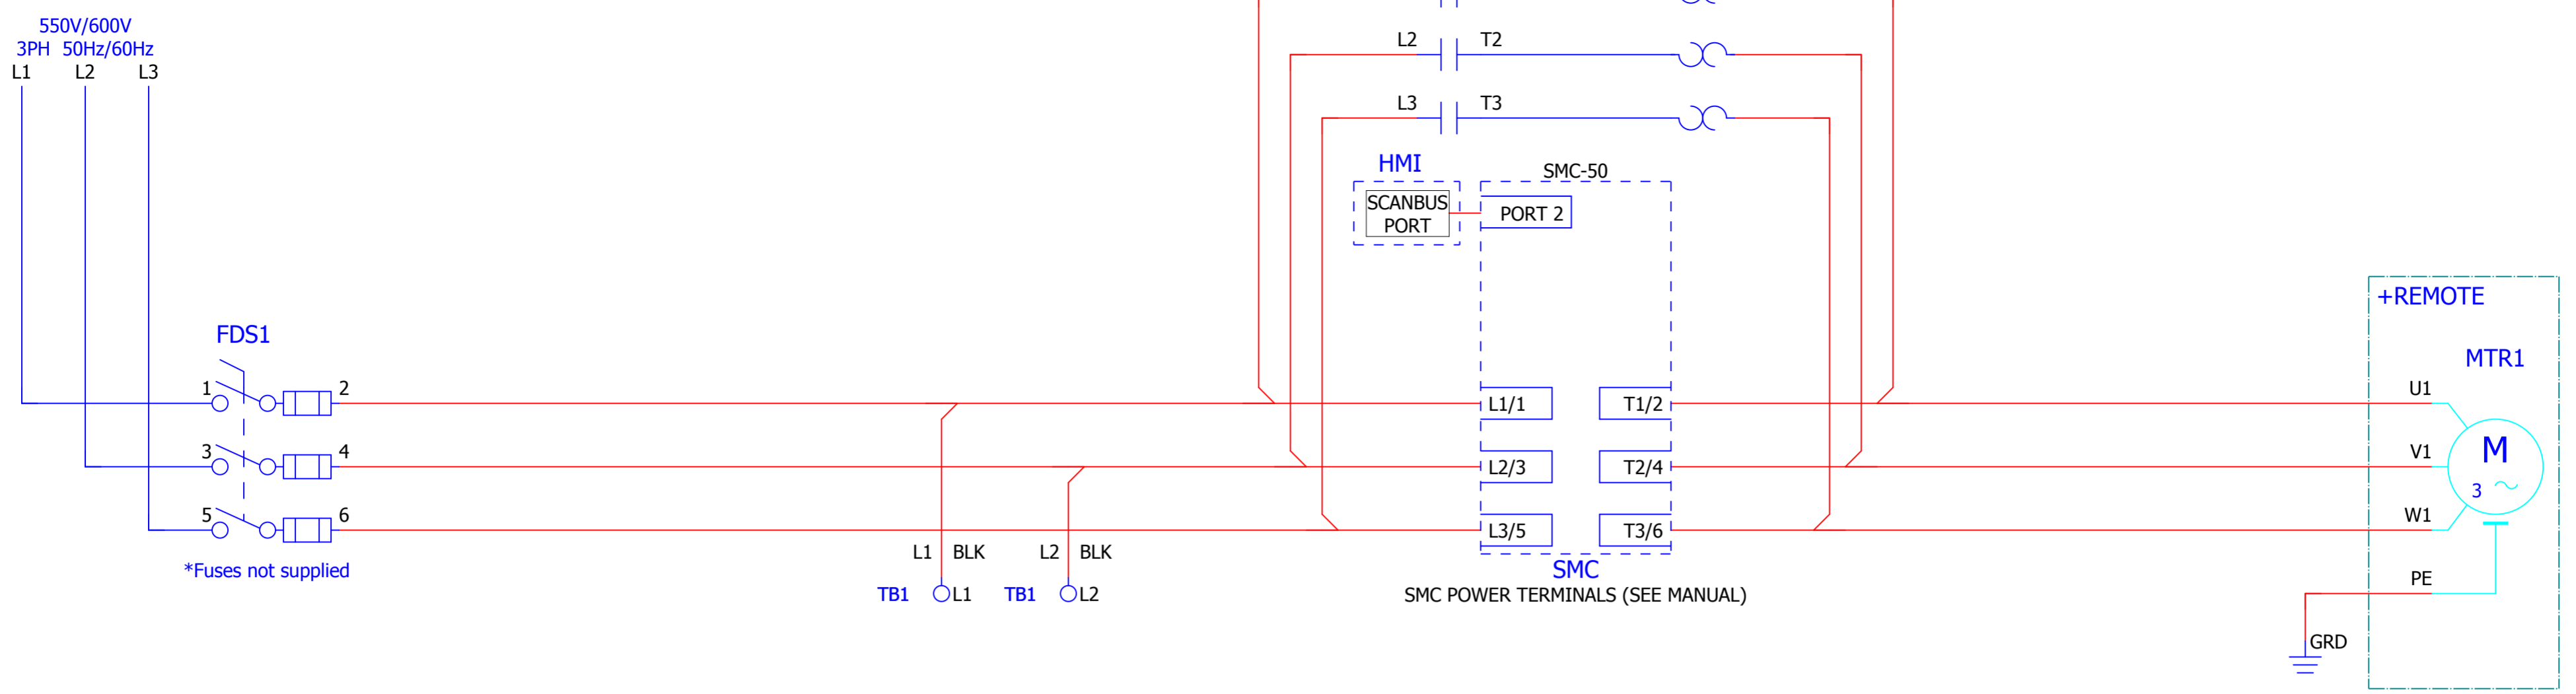 550V/600V
3PH 50Hz/60Hz
L1 L2 L3
L2 T2
L3 T3
HMI
SMC-50
SCANBUS
PORT
PORT 2
+REMOTE
FDS1
MTR1
1 2
L1/1 T1/2
U1
3 4
L2/3 T2/4
V1
M
3
5 6
L3/5 T3/6
W1
*Fuses not supplied
L1 BLK L2 BLK
SMC
PE
TB1 L1 TB1 L2
SMC POWER TERMINALS (SEE MANUAL)
GRD